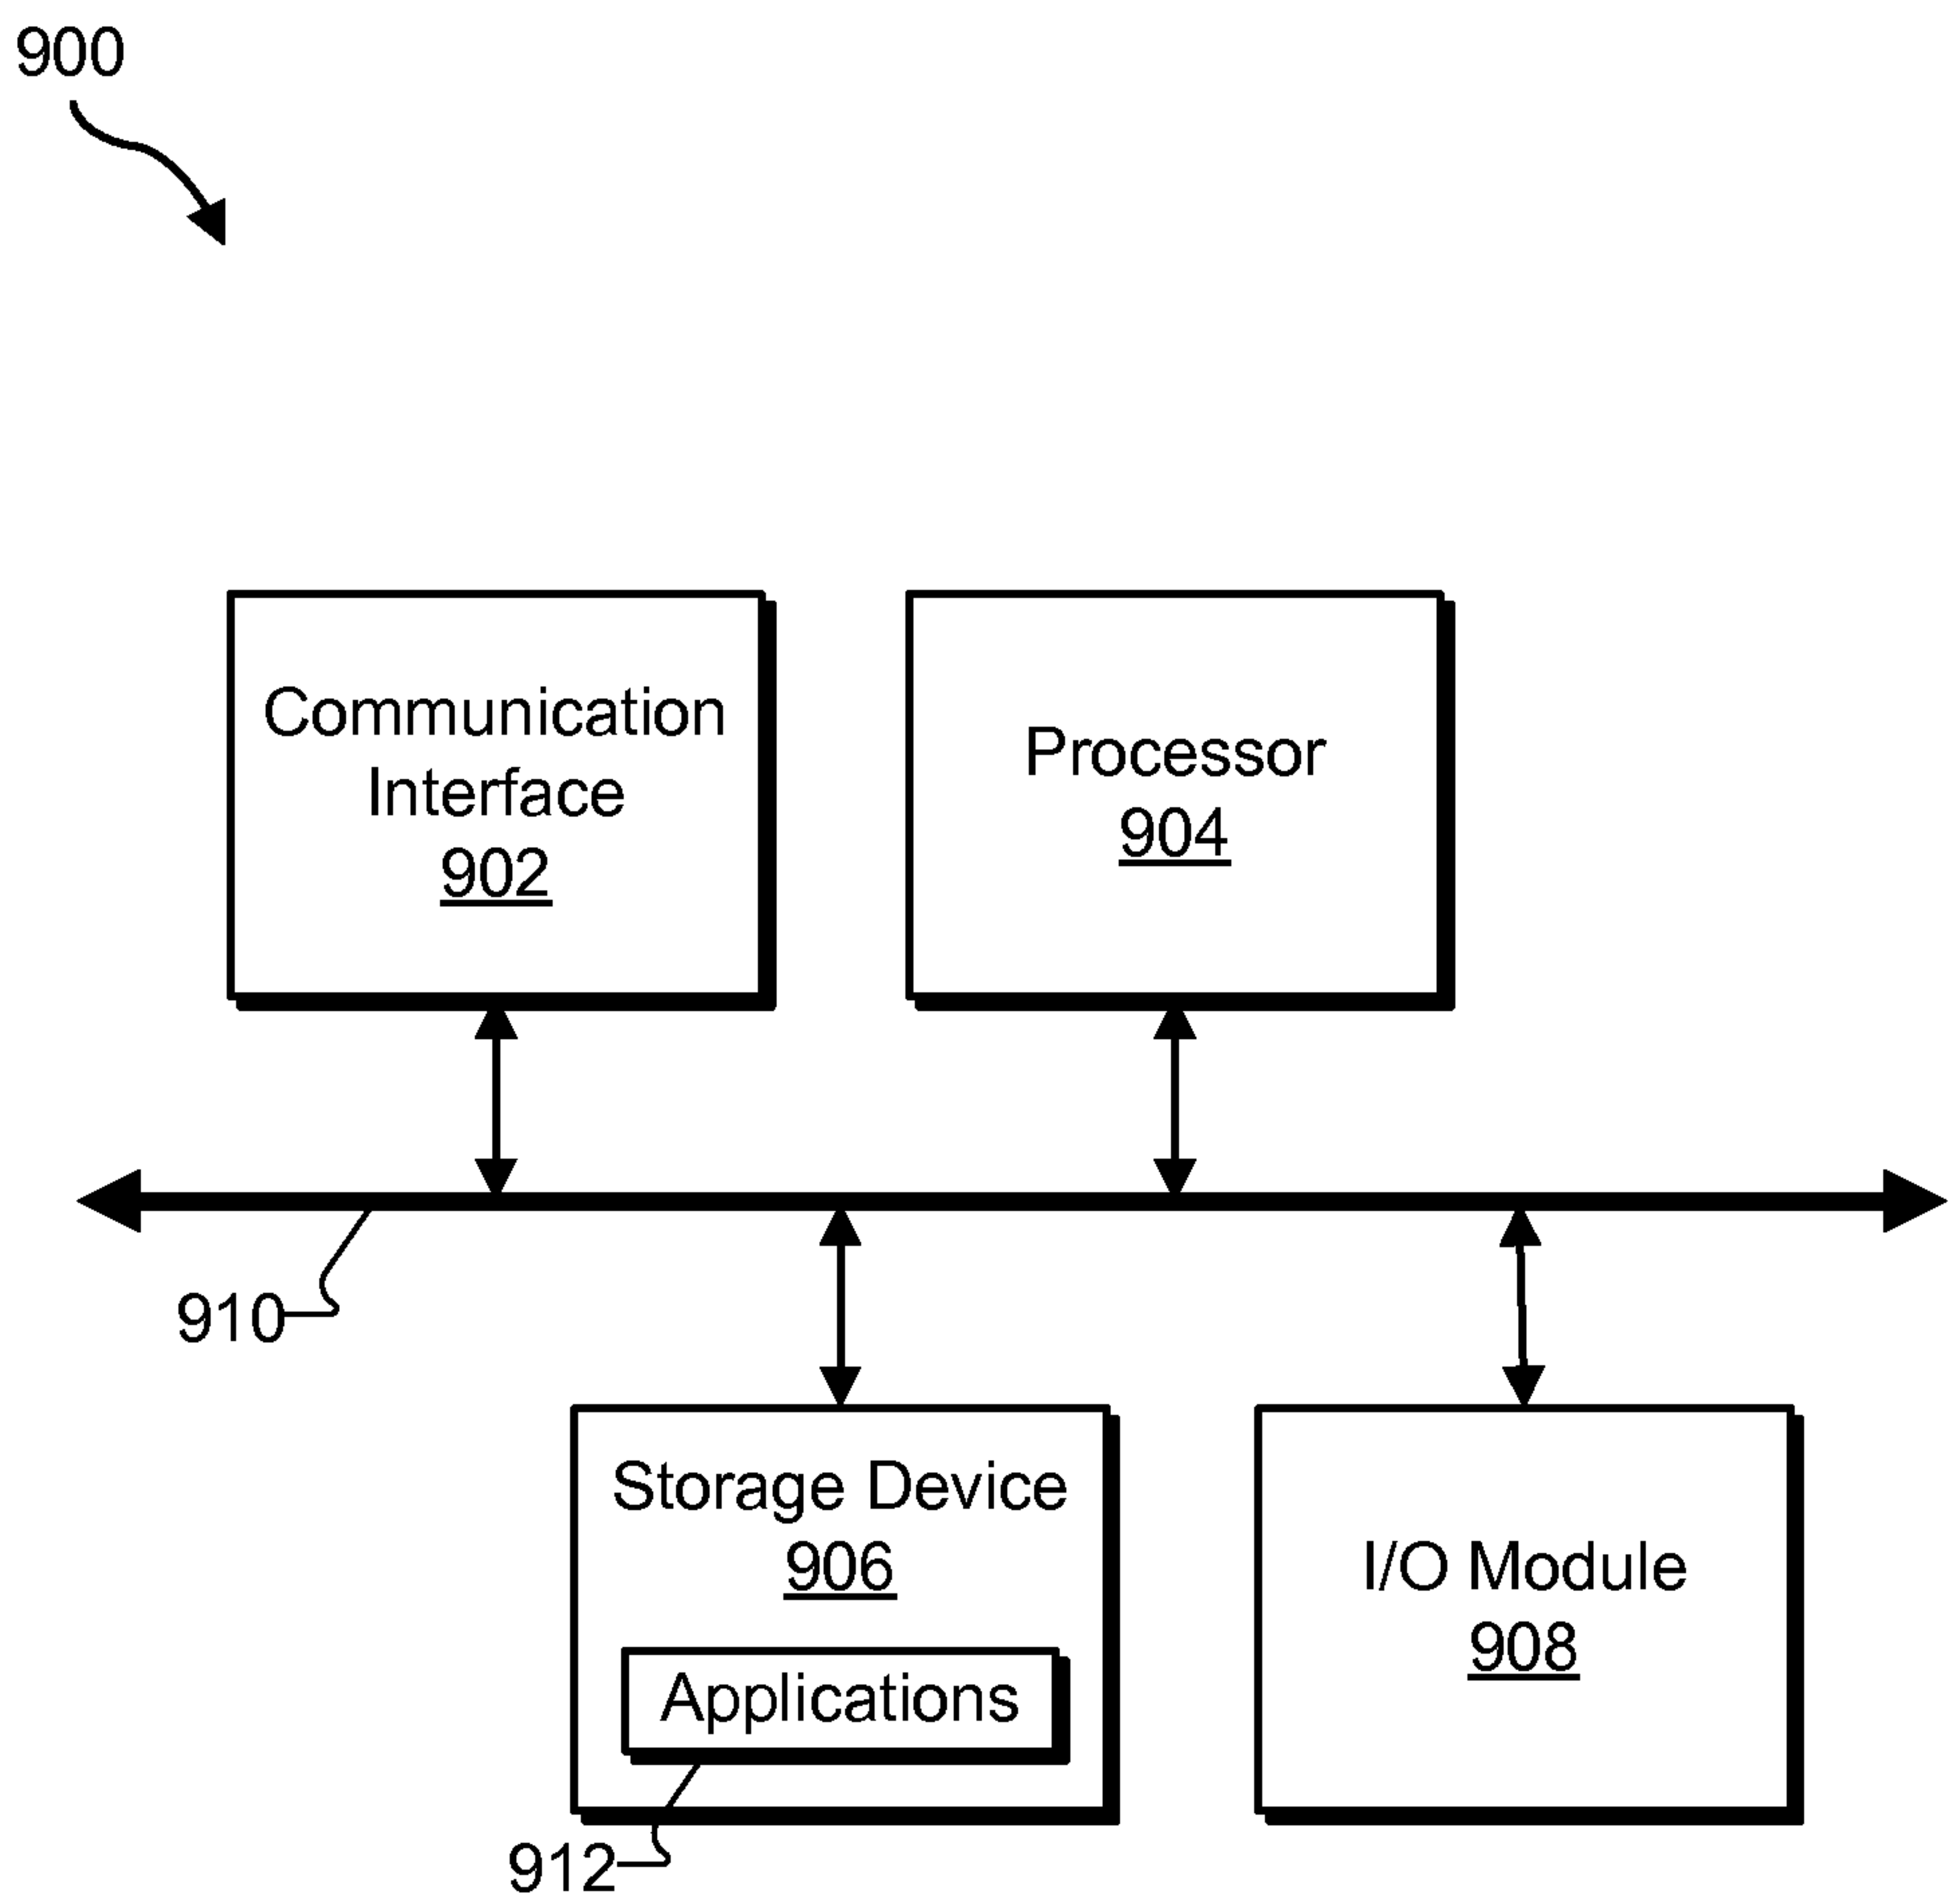 900
Communication
Interface
902
Processor
904
910
Storage Device
906
Applications
912
I/O Module
908